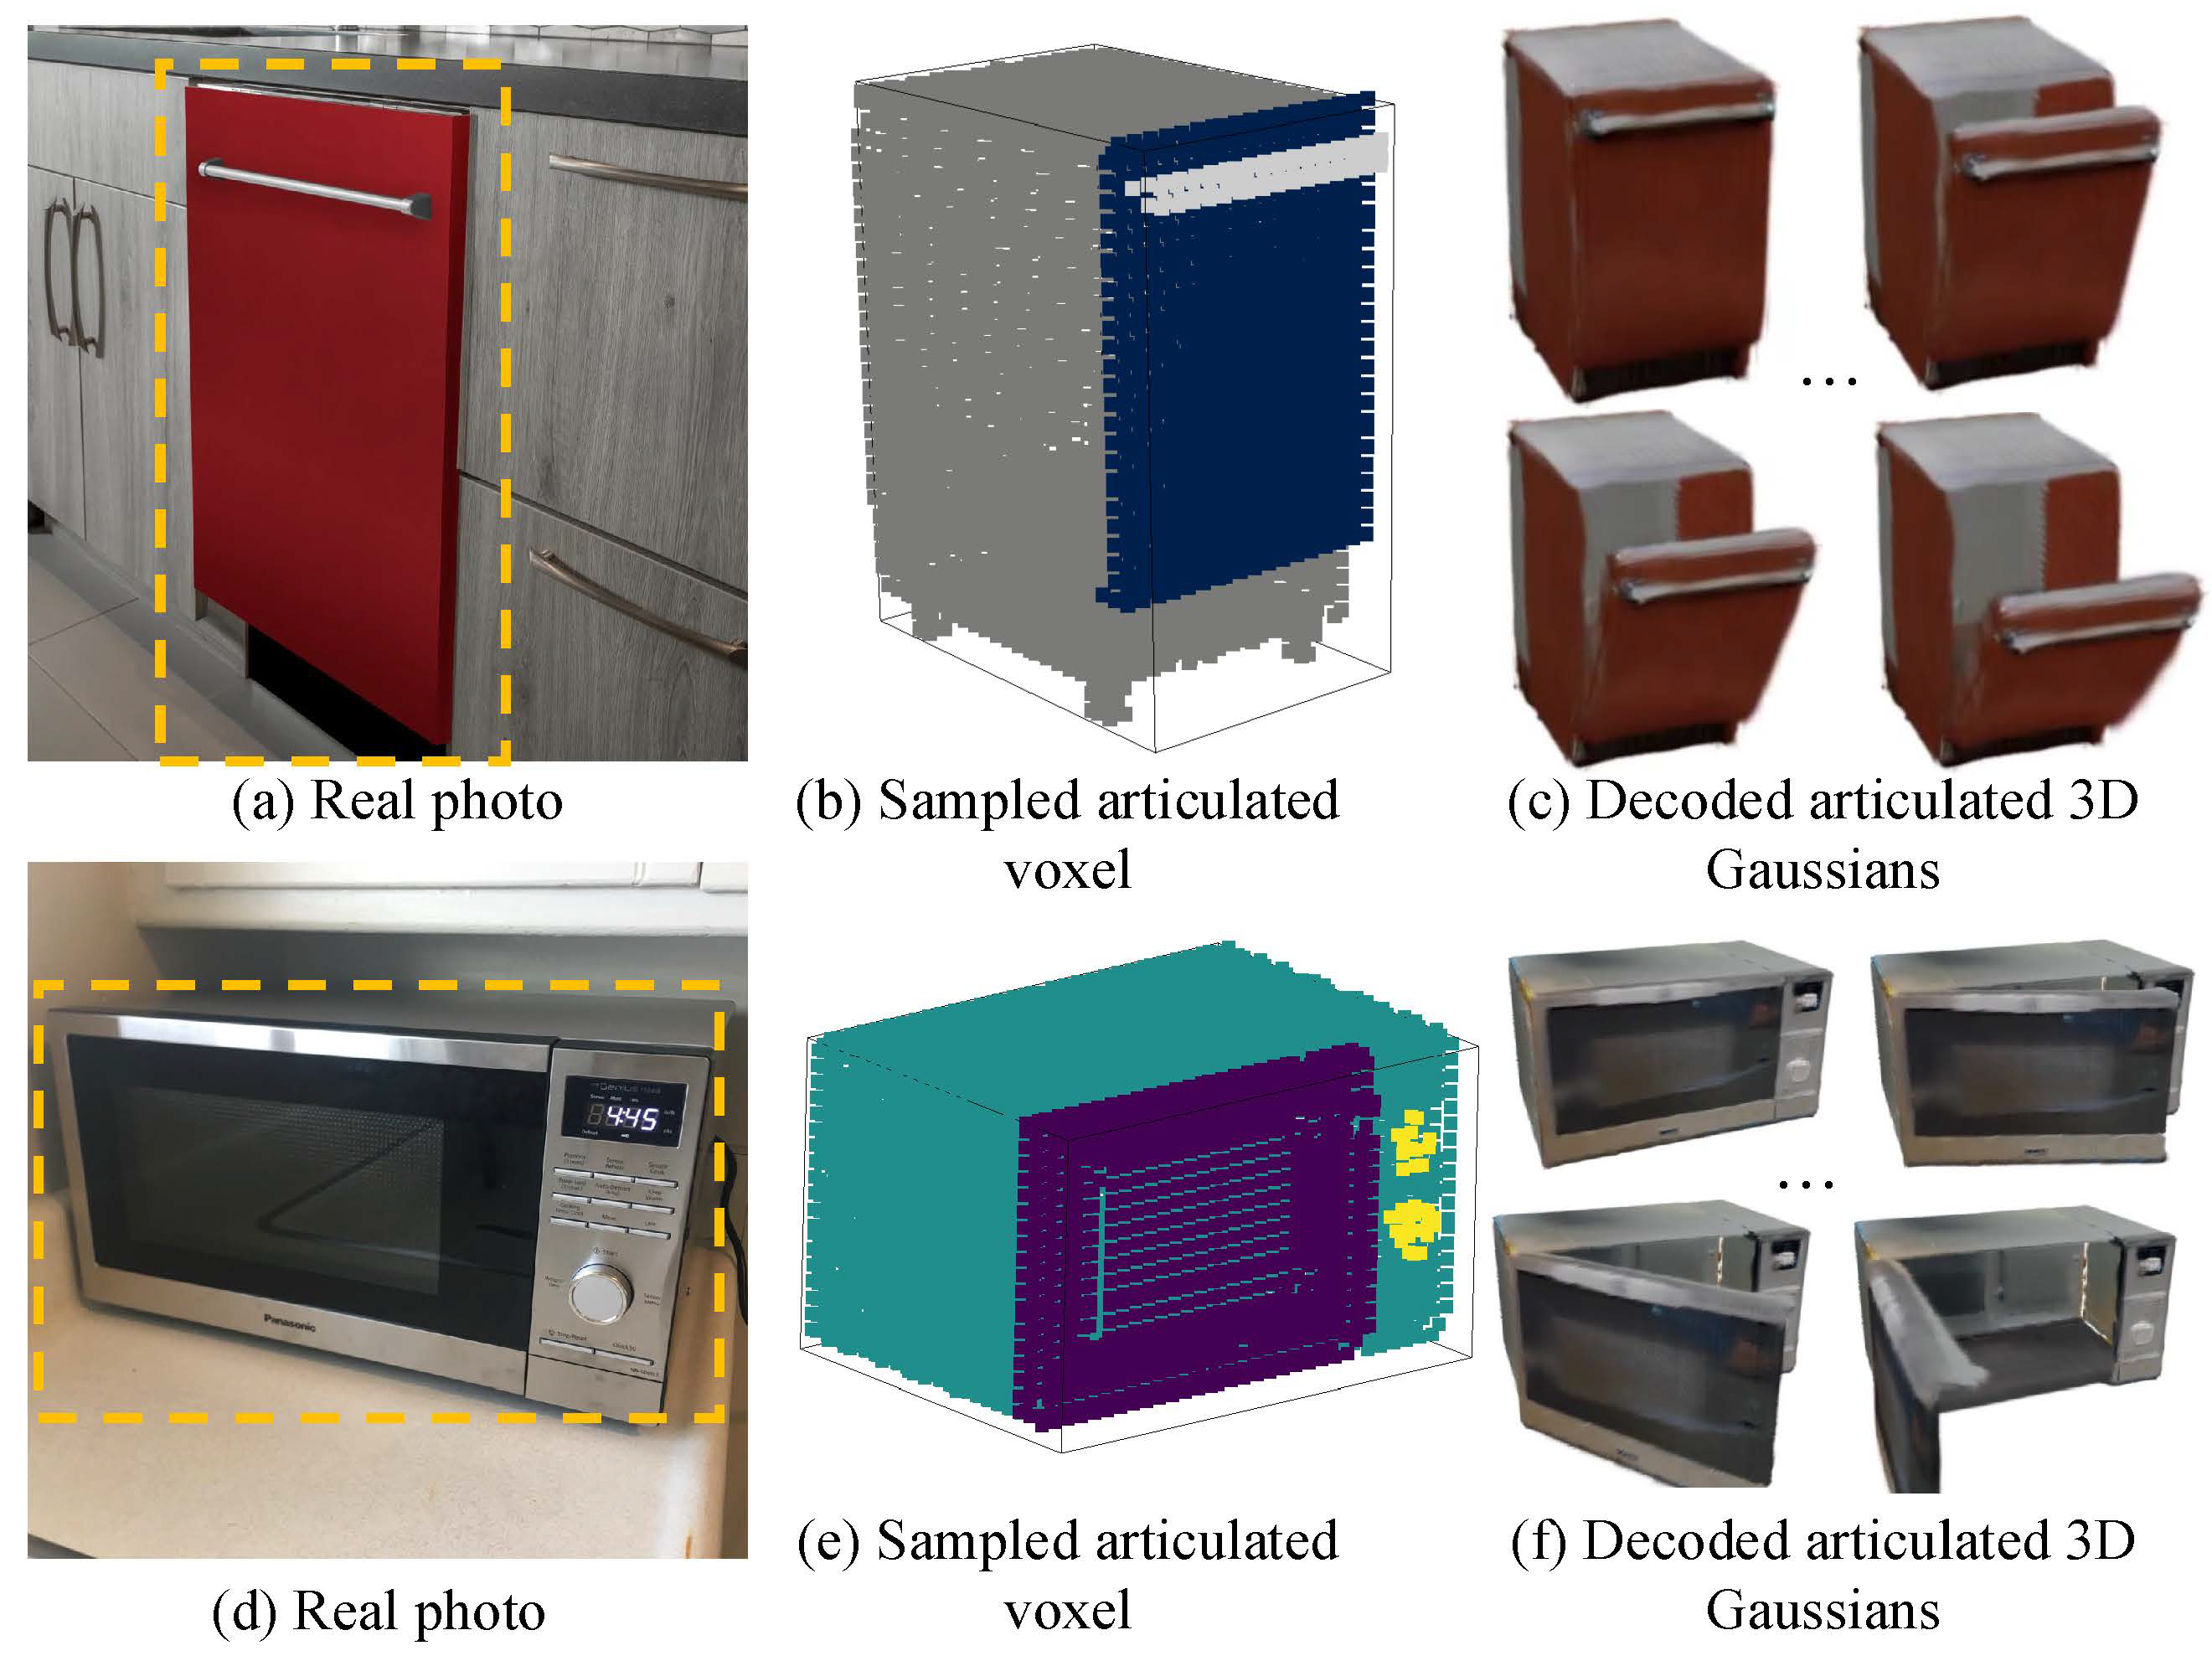 (a) Real photo
(b) Sampled articulated
voxel
(c) Decoded articulated 3D
Gaussians
...
4:45
Panasonic
...
(d) Real photo
(e) Sampled articulated
voxel
(f) Decoded articulated 3D
Gaussians